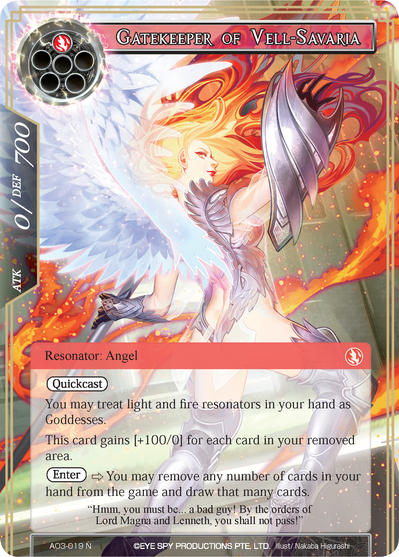 Gatekeeper of Vell-Savaria
ATK 0 / DEF 700
Resonator: Angel
Quickcast
You may treat light and fire resonators in your hand as
Goddesses.
This card gains [+100/0] for each card in your removed
area.
Enter ⇨ You may remove any number of cards in your
hand from the game and draw that many cards.
“Hmm, you must be... a bad guy! By the orders of
Lord Magna and Lenneth, you shall not pass!”
A03-019 N ©EYE SPY PRODUCTIONS PTE. LTD. Illust/ Nakaba Higurashi